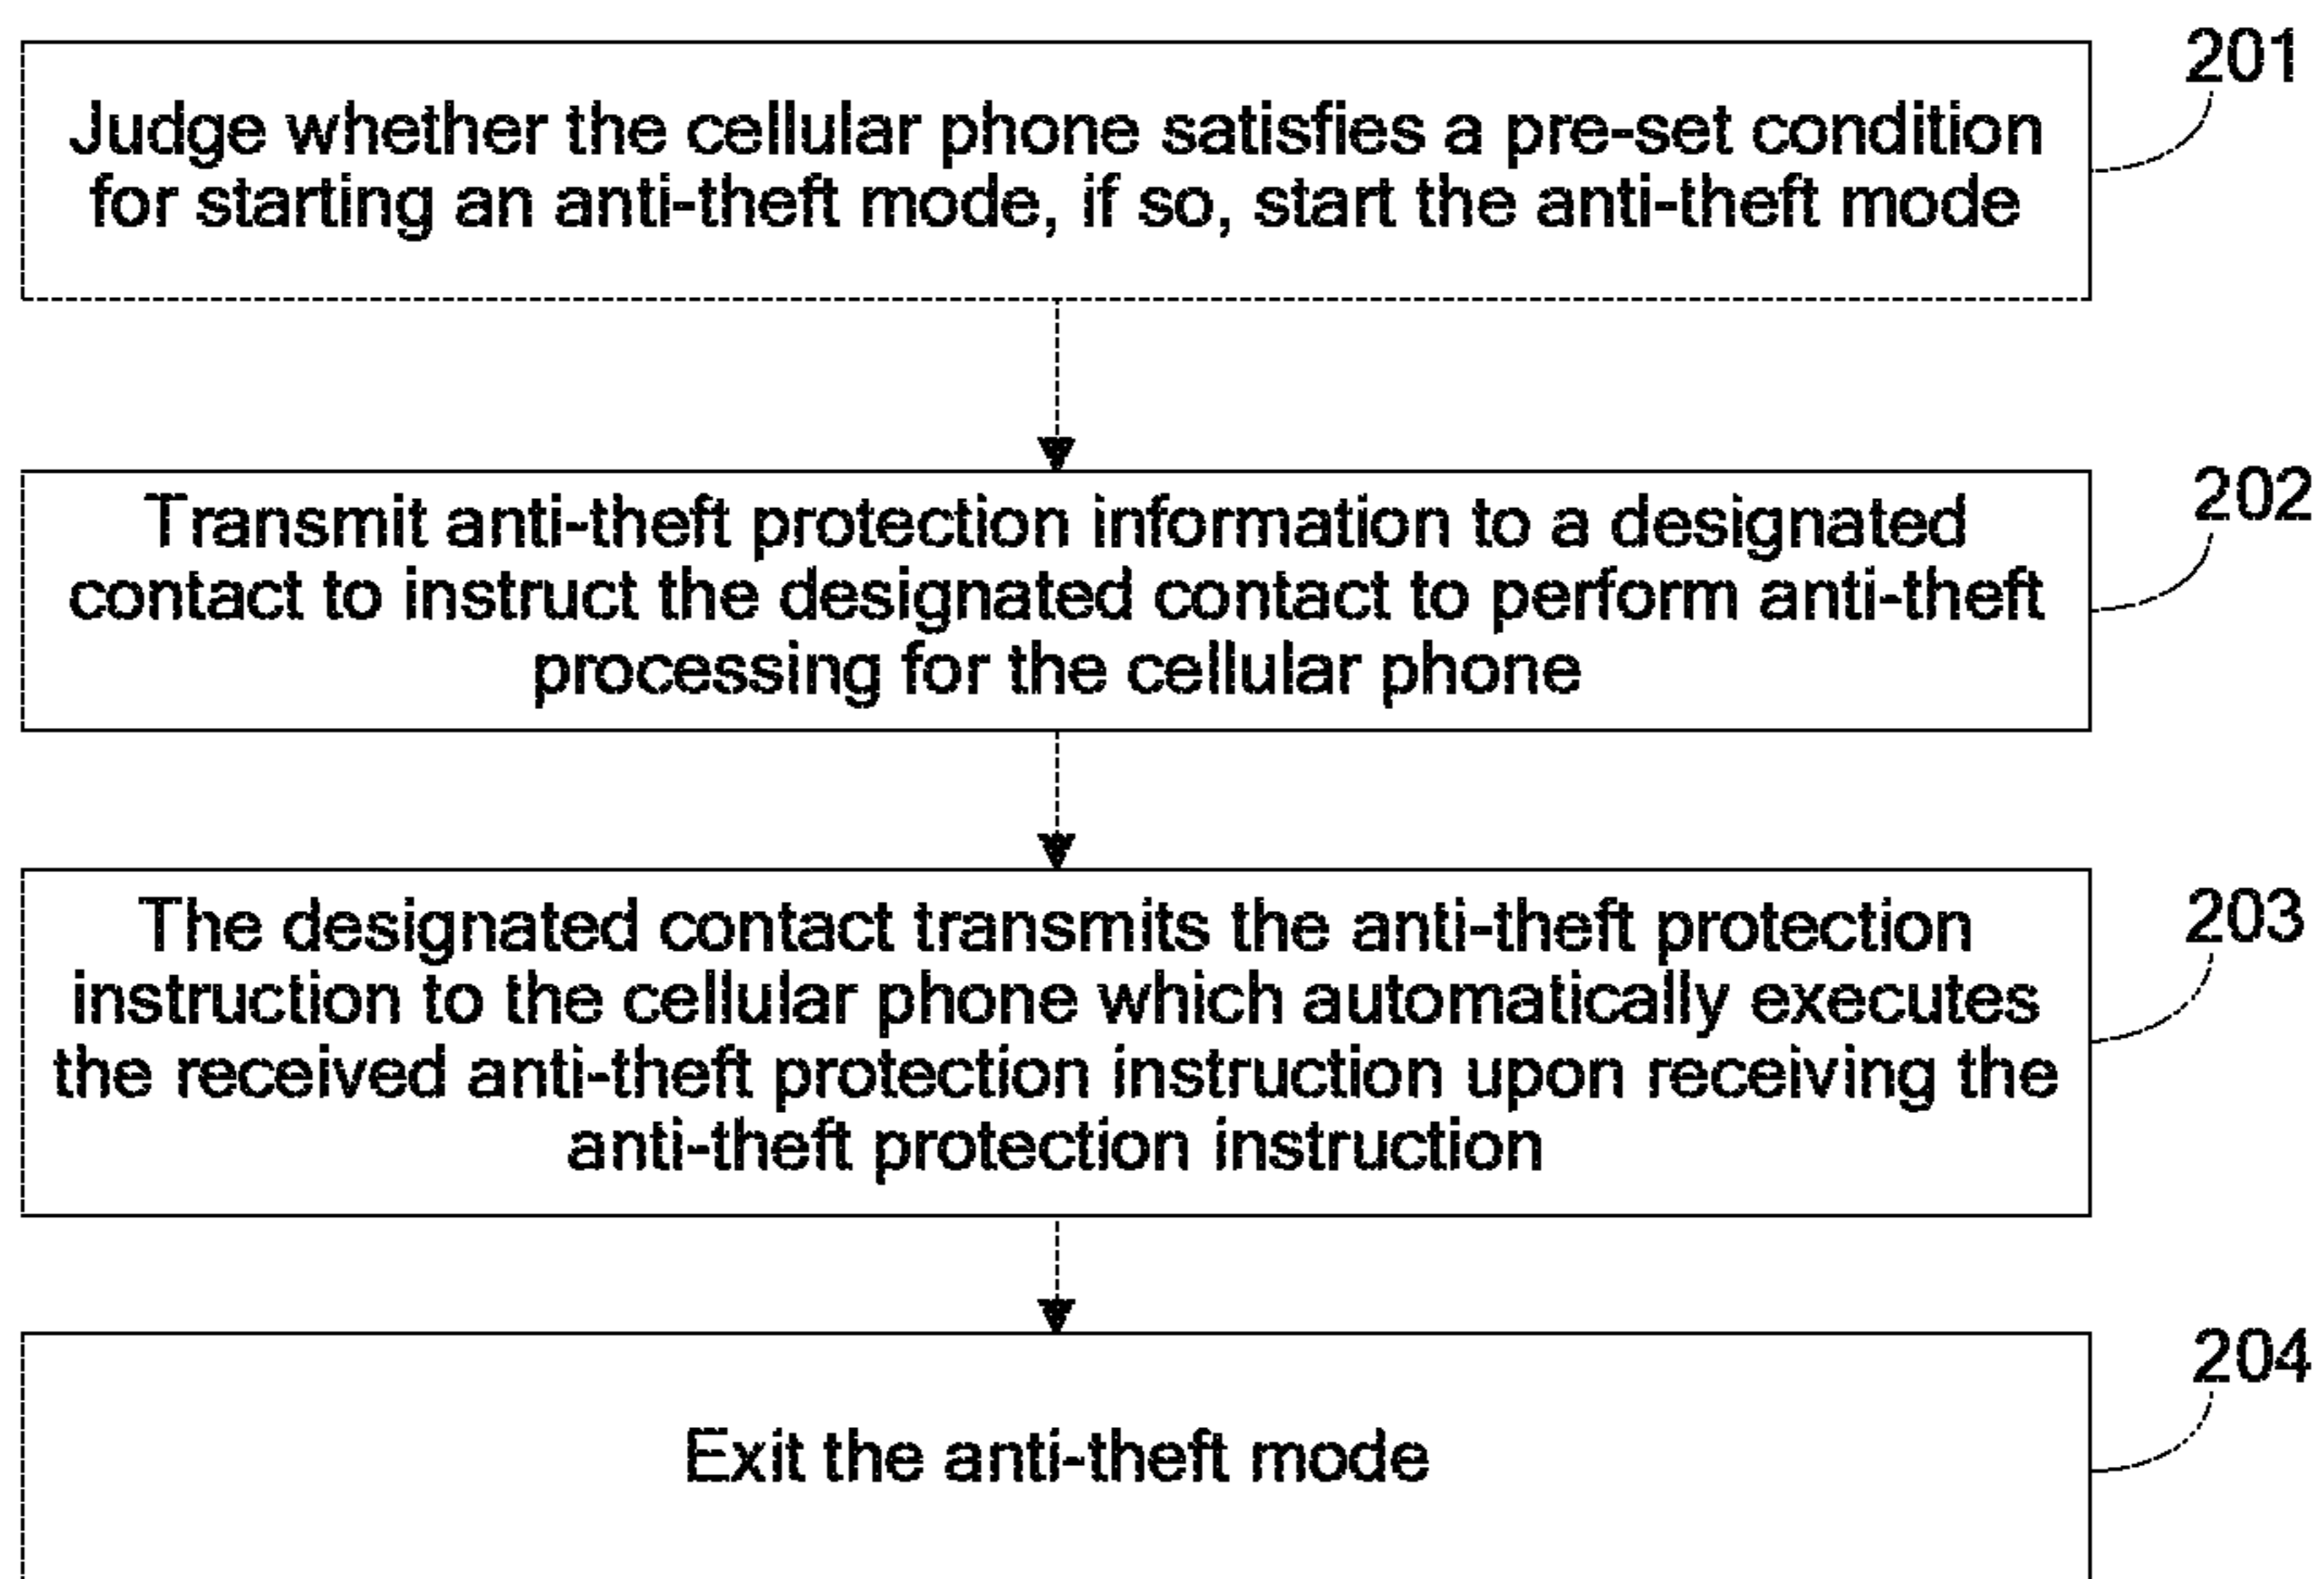 201
Judge whether the cellular phone satisfies a pre-set condition
for starting an anti-theft mode, if so, start the anti-theft mode
202
Transmit anti-theft protection information to a designated
contact to instruct the designated contact to perform anti-theft
processing for the cellular phone
203
The designated contact transmits the anti-theft protection
instruction to the cellular phone which automatically executes
the received anti-theft protection instruction upon receiving the
anti-theft protection instruction
204
Exit the anti-theft mode